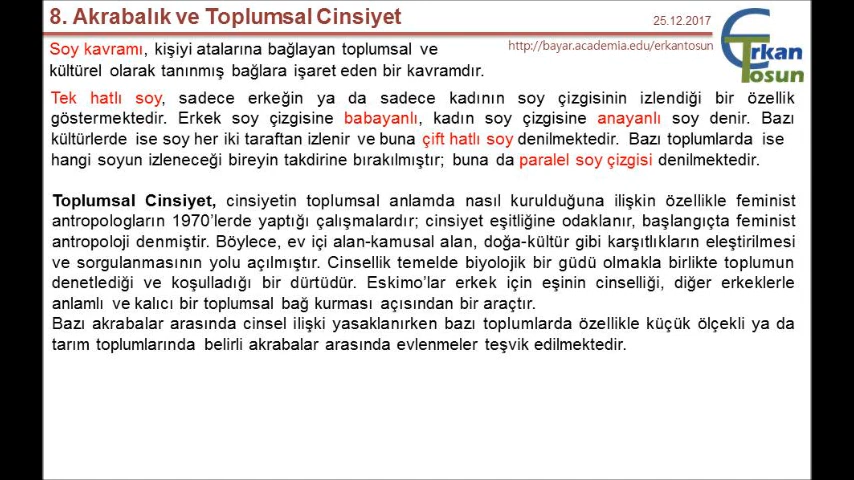 8. Akrabalık ve Toplumsal Cinsiyet
25.12.2017
Soy kavramı, kişiyi atalarına bağlayan toplumsal ve
http://bayar.academia.edu/erkantosun
Erkan
Tosun
kültürel olarak tanınmış bağlara işaret eden bir kavramdır.
Tek hatlı soy, sadece erkeğin ya da sadece kadının soy çizgisinin izlendiği bir özellik
göstermektedir. Erkek soy çizgisine babayanlı, kadın soy çizgisine anayanlı soy denir. Bazı
kültürlerde ise soy her iki taraftan izlenir ve buna çift hatlı soy denilmektedir. Bazı toplumlarda ise
hangi soyun izleneceği bireyin takdirine bırakılmıştır; buna da paralel soy çizgisi denilmektedir.
Toplumsal Cinsiyet, cinsiyetin toplumsal anlamda nasıl kurulduğuna ilişkin özellikle feminist
antropologların 1970’lerde yaptığı çalışmalardır; cinsiyet eşitliğine odaklanır, başlangıçta feminist
antropoloji denmiştir. Böylece, ev içi alan-kamusal alan, doğa-kültür gibi karşıtlıkların eleştirilmesi
ve sorgulanmasının yolu açılmıştır. Cinsellik temelde biyolojik bir güdü olmakla birlikte toplumun
denetlediği ve koşulladığı bir dürtüdür. Eskimo’lar erkek için eşinin cinselliği, diğer erkeklerle
anlamlı ve kalıcı bir toplumsal bağ kurması açısından bir araçtır.
Bazı akrabalar arasında cinsel ilişki yasaklanırken bazı toplumlarda özellikle küçük ölçekli ya da
tarım toplumlarında belirli akrabalar arasında evlenmeler teşvik edilmektedir.